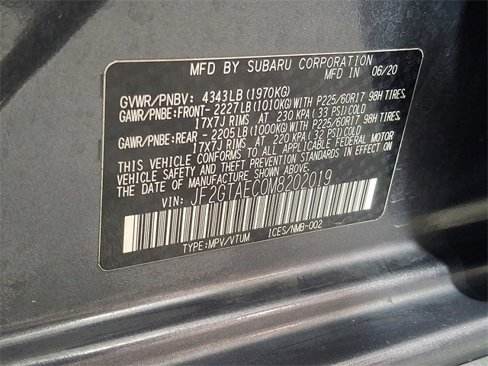 MFD BY SUBARU CORPORATION
MADE IN 06/20
GVWR/PNBV: 4343LB(1970KG)
GAWR/PNBE:FRONT- 2227LB(1010KG)WITH P225/60R17 98H TIRES,
17X7J RIMS AT 230 KPA(33 PSI)COLD
GAWR/PNBE:REAR - 2205LB(1000KG)WITH P225/60R17 98H TIRES,
17X7J RIMS AT 220 KPA(32 PSI)COLD
THIS VEHICLE CONFORMS TO ALL APPLICABLE FEDERAL MOTOR
VEHICLE SAFETY, BUMPER, AND THEFT PREVENTION STANDARDS IN EFFECT ON
THE DATE OF MANUFACTURE SHOWN ABOVE.
VIN: JF2GTAEC0M8202019
TYPE:MPV/VTUM ICES/NMB-002